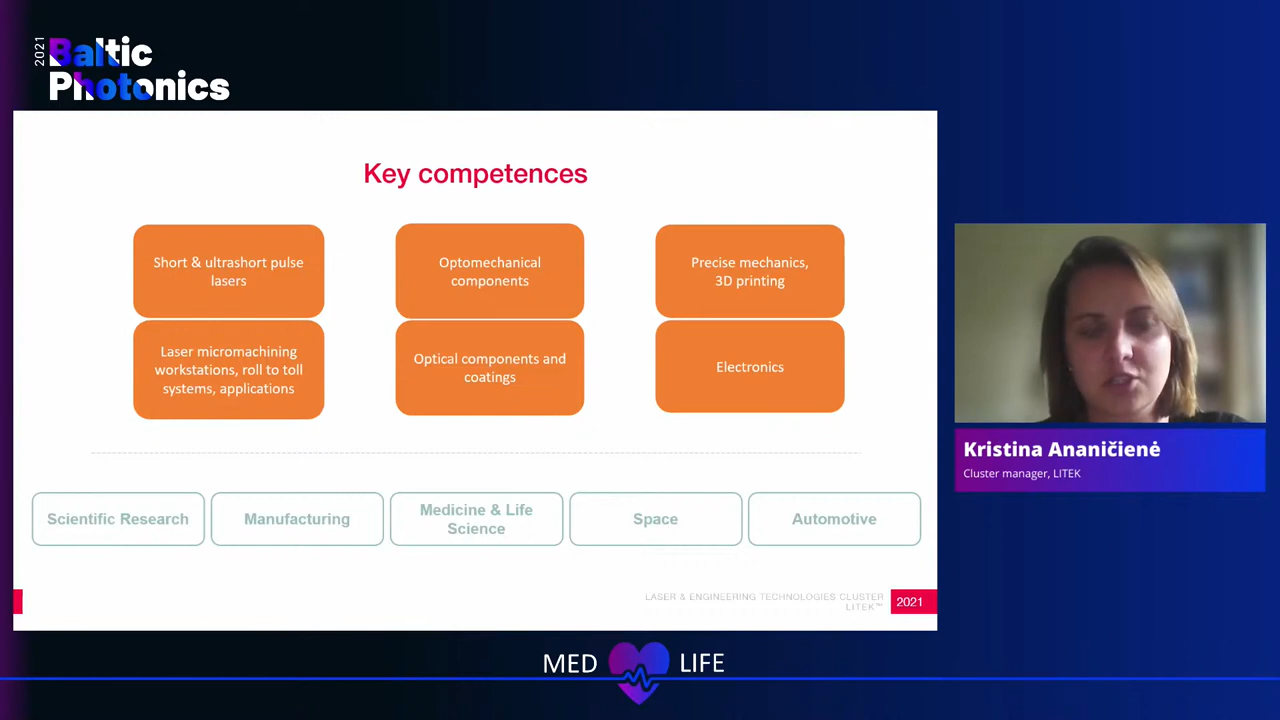 2021
Baltic
Photonics
Key competences
Short & ultrashort pulse
lasers
Optomechanical
components
Precise mechanics,
3D printing
Laser micromachining
workstations, roll to toll
systems, applications
Optical components and
coatings
Electronics
Scientific Research
Manufacturing
Medicine & Life
Science
Space
Automotive
LASER & ENGINEERING TECHNOLOGIES CLUSTER
LITEK™
2021
Kristina Ananičienė
Cluster manager, LITEK
MED LIFE